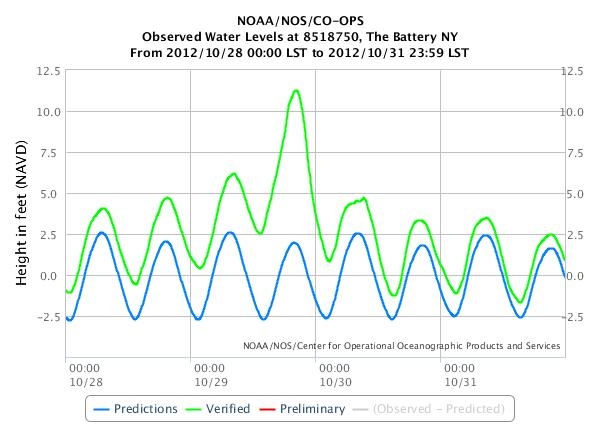 NOAA/NOS/CO-OPS
Observed Water Levels at 8518750, The Battery NY
From 2012/10/28 00:00 LST to 2012/10/31 23:59 LST
12.5 12.5
10.0 10.0
7.5 7.5
5.0 5.0
2.5 2.5
0.0 0.0
-2.5 -2.5
Height in feet (NAVD)
NOAA/NOS/Center for Operational Oceanographic Products and Services
00:00 00:00 00:00 00:00
10/28 10/29 10/30 10/31
Predictions Verified Preliminary (Observed - Predicted)